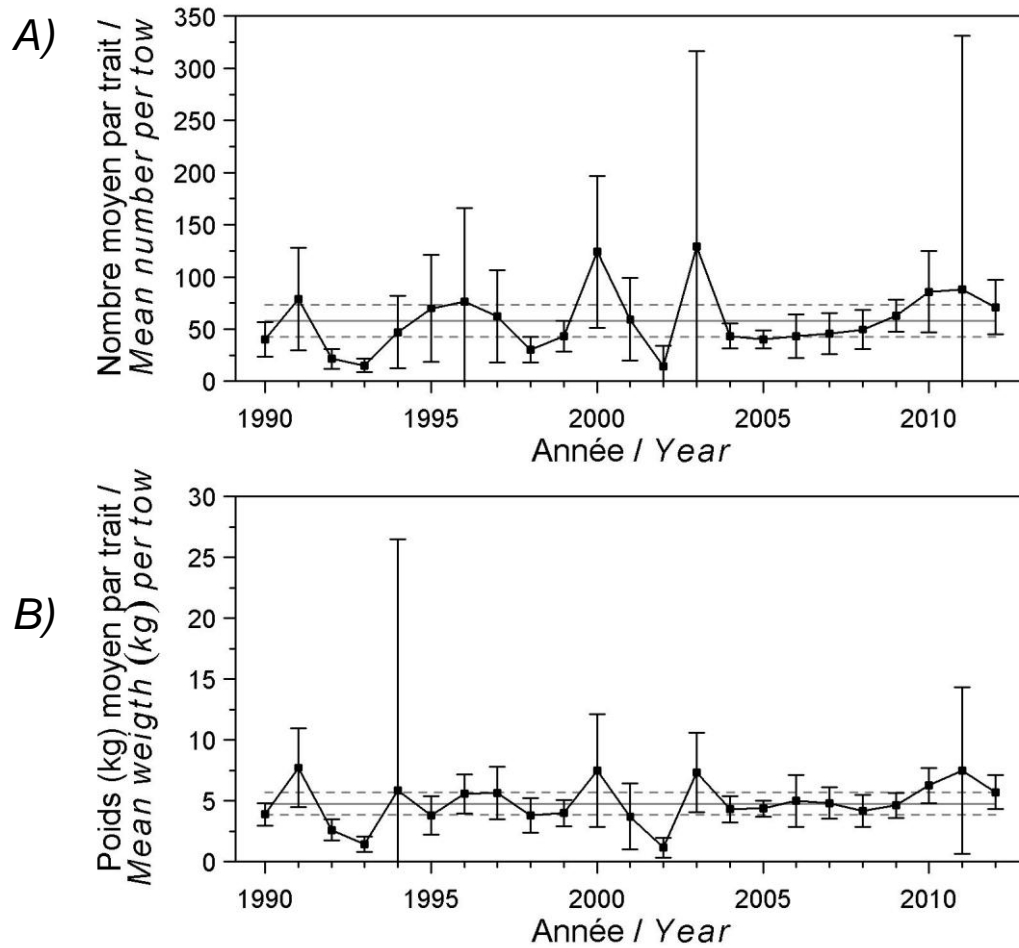 A)
Nombre moyen par trait /
Mean number per tow
350
300
250
200
150
100
50
0
1990 1995 2000 2005 2010
Année / Year
B)
Poids (kg) moyen par trait /
Mean weigth (kg) per tow
30
25
20
15
10
5
0
1990 1995 2000 2005 2010
Année / Year